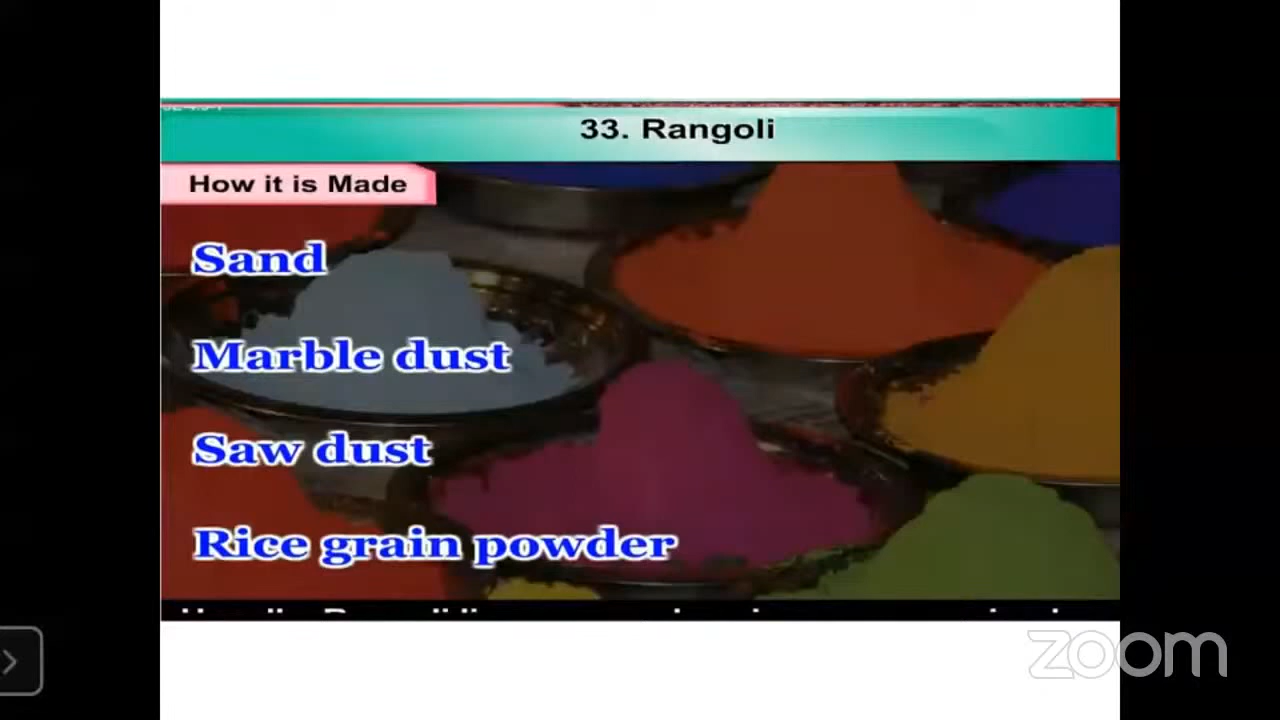 33. Rangoli
How it is Made
Sand
Marble dust
Saw dust
Rice grain powder
zoom